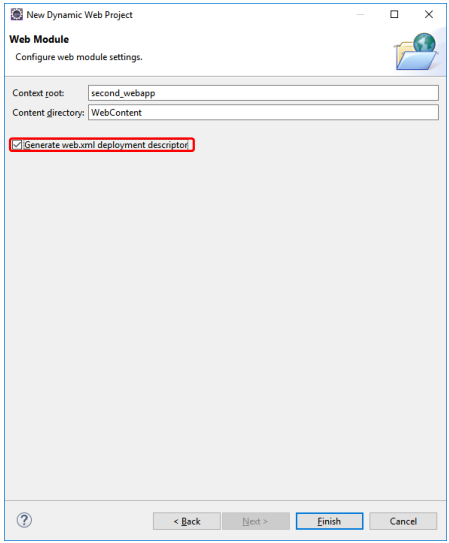 New Dynamic Web Project
Web Module
Configure web module settings.
Context root: second_webapp
Content directory: WebContent
Generate web.xml deployment descriptor
? < Back Next > Finish Cancel